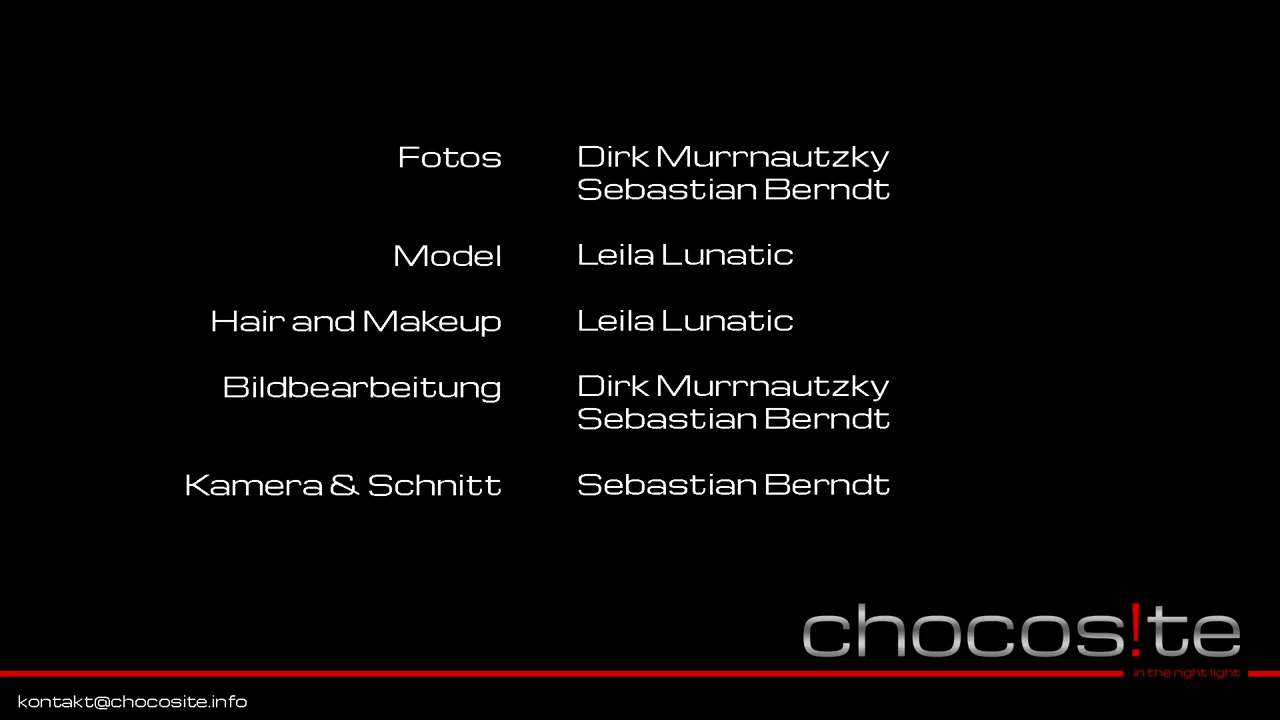 Fotos Dirk Murrnautzky
Sebastian Berndt
Model Leila Lunatic
Hair and Makeup Leila Lunatic
Bildbearbeitung Dirk Murrnautzky
Sebastian Berndt
Kamera & Schnitt Sebastian Berndt
chocos!te
in the right light
kontakt@chocosite.info